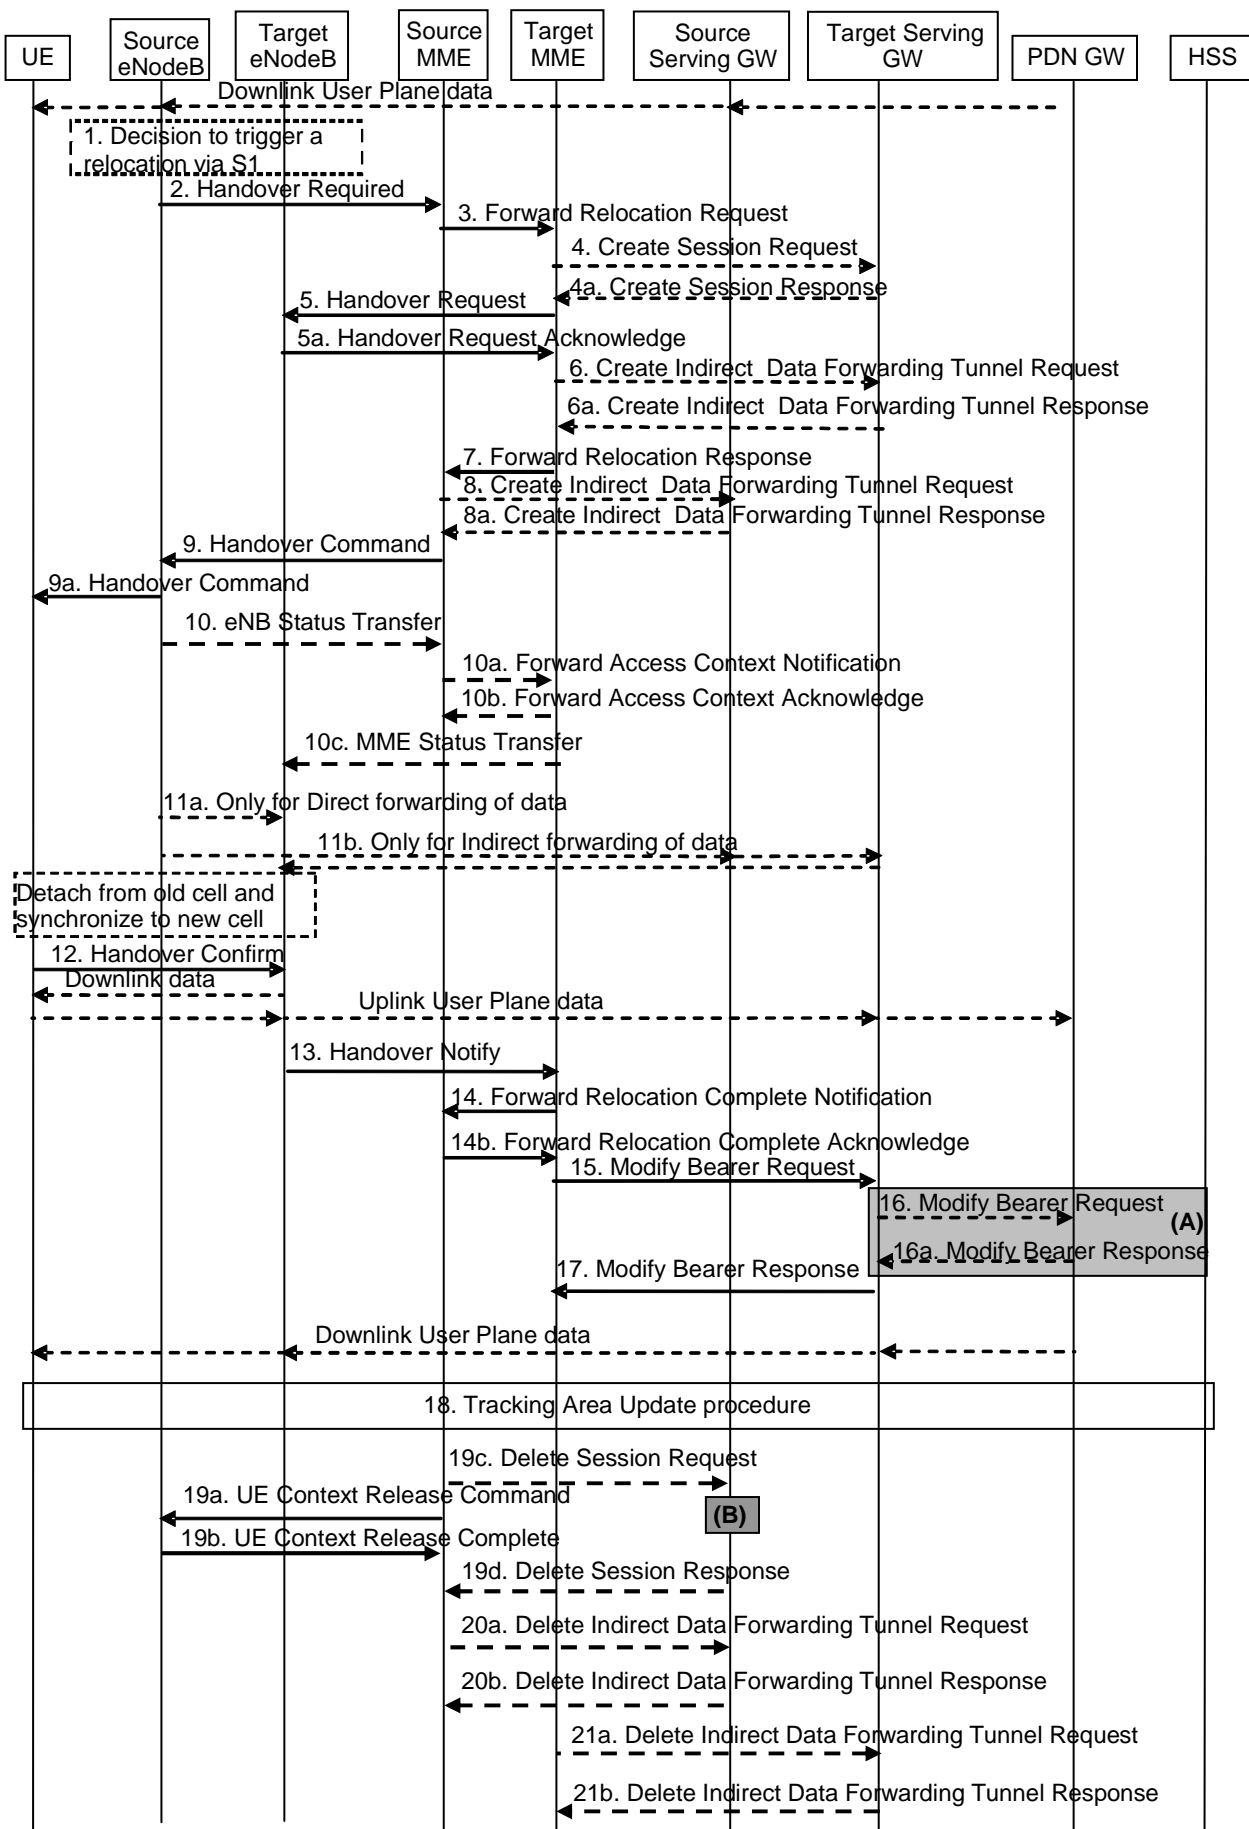 UE
Source
eNodeB
Target
eNodeB
Source
MME
Target
MME
Source
Serving GW
Target Serving
GW
PDN GW
HSS
Downlink User Plane data
1. Decision to trigger a
relocation via S1
2. Handover Required
3. Forward Relocation Request
4. Create Session Request
4a. Create Session Response
5. Handover Request
5a. Handover Request Acknowledge
6. Create Indirect Data Forwarding Tunnel Request
6a. Create Indirect Data Forwarding Tunnel Response
7. Forward Relocation Response
8. Create Indirect Data Forwarding Tunnel Request
8a. Create Indirect Data Forwarding Tunnel Response
9. Handover Command
9a. Handover Command
10. eNB Status Transfer
10a. Forward Access Context Notification
10b. Forward Access Context Acknowledge
10c. MME Status Transfer
11a. Only for Direct forwarding of data
11b. Only for Indirect forwarding of data
Detach from old cell and
synchronize to new cell
12. Handover Confirm
Downlink data
Uplink User Plane data
13. Handover Notify
14. Forward Relocation Complete Notification
14b. Forward Relocation Complete Acknowledge
15. Modify Bearer Request
16. Modify Bearer Request
(A)
16a. Modify Bearer Response
17. Modify Bearer Response
Downlink User Plane data
18. Tracking Area Update procedure
19c. Delete Session Request
19a. UE Context Release Command
(B)
19b. UE Context Release Complete
19d. Delete Session Response
20a. Delete Indirect Data Forwarding Tunnel Request
20b. Delete Indirect Data Forwarding Tunnel Response
21a. Delete Indirect Data Forwarding Tunnel Request
21b. Delete Indirect Data Forwarding Tunnel Response